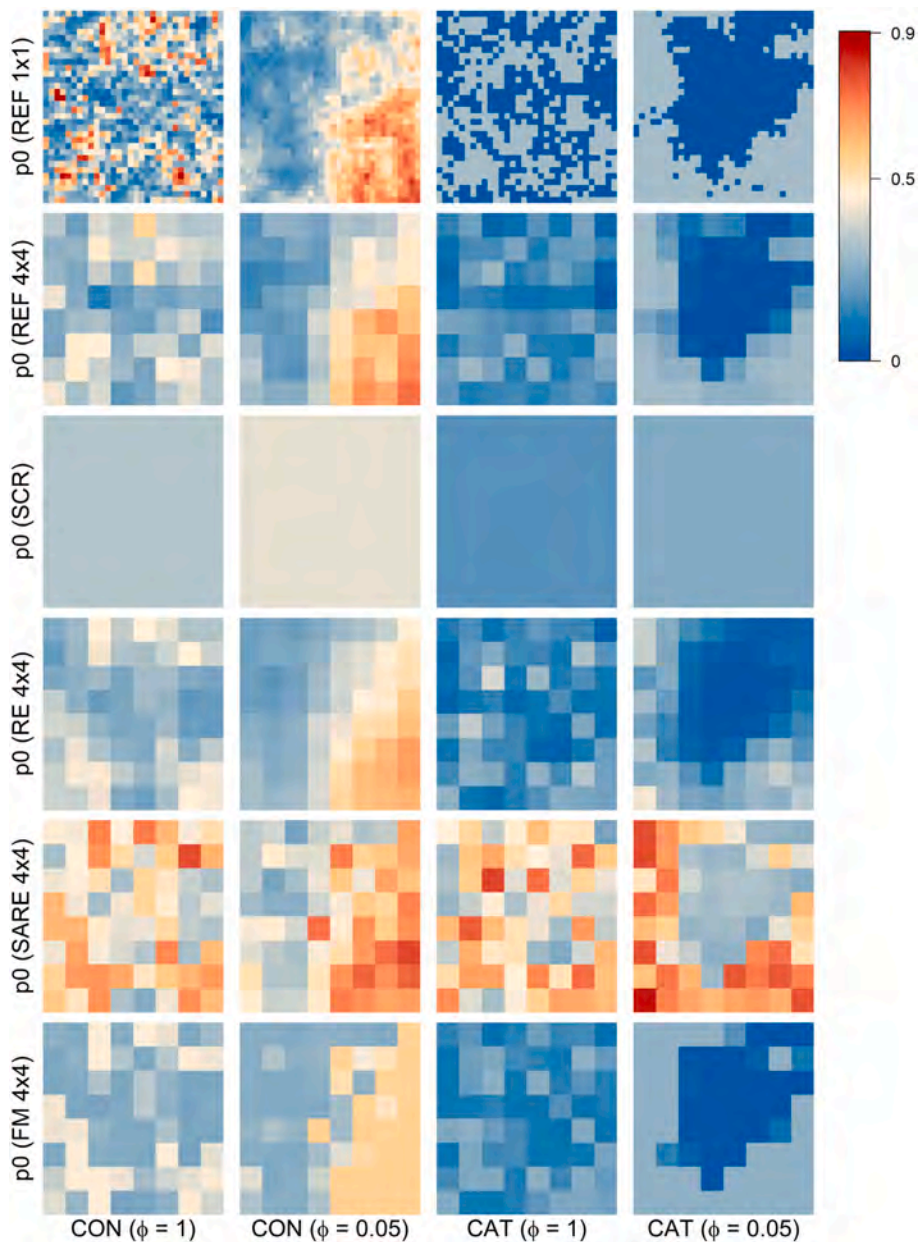 p0 (REF 1x1)
0.9
0.5
0
p0 (REF 4x4)
p0 (SCR)
p0 (RE 4x4)
p0 (SARE 4x4)
p0 (FM 4x4)
CON (ϕ = 1)
CON (ϕ = 0.05)
CAT (ϕ = 1)
CAT (ϕ = 0.05)